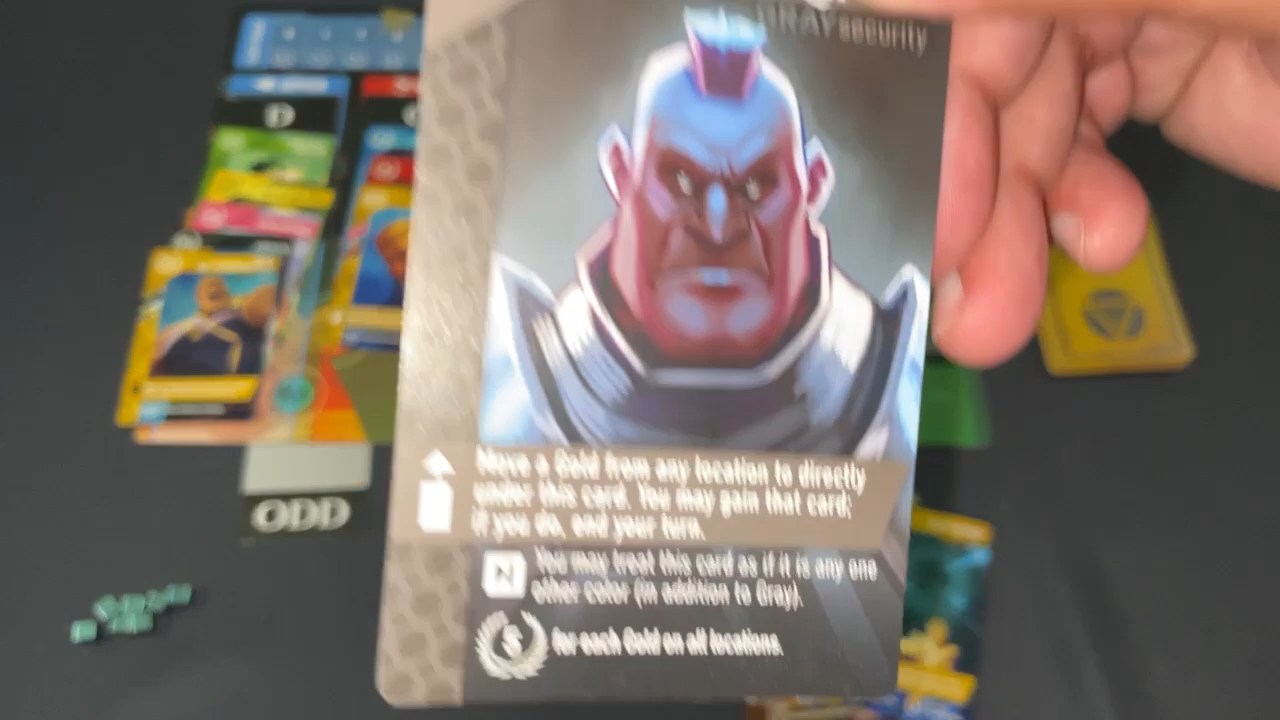 GRAY security
D
Move a Gold from any location to directly
under this card. You may gain that card;
if you do, end your turn.
N You may treat this card as if it is any one
other color (in addition to Gray).
5 for each Gold on all locations.
ODD